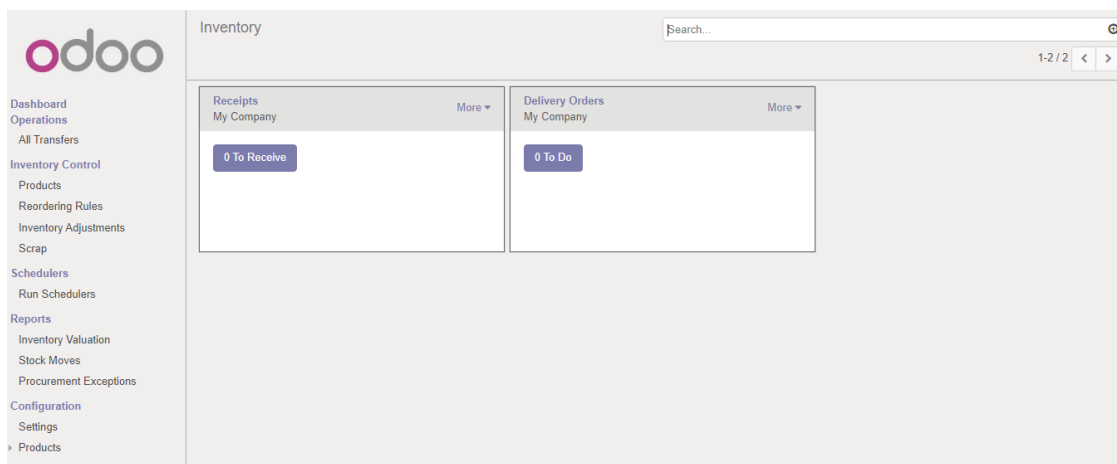 odoo
Dashboard
Operations
All Transfers
Inventory Control
Products
Reordering Rules
Inventory Adjustments
Scrap
Schedulers
Run Schedulers
Reports
Inventory Valuation
Stock Moves
Procurement Exceptions
Configuration
Settings
Products
Inventory
Search...
1-2 / 2
Receipts More
My Company
0 To Receive
Delivery Orders More
My Company
0 To Do